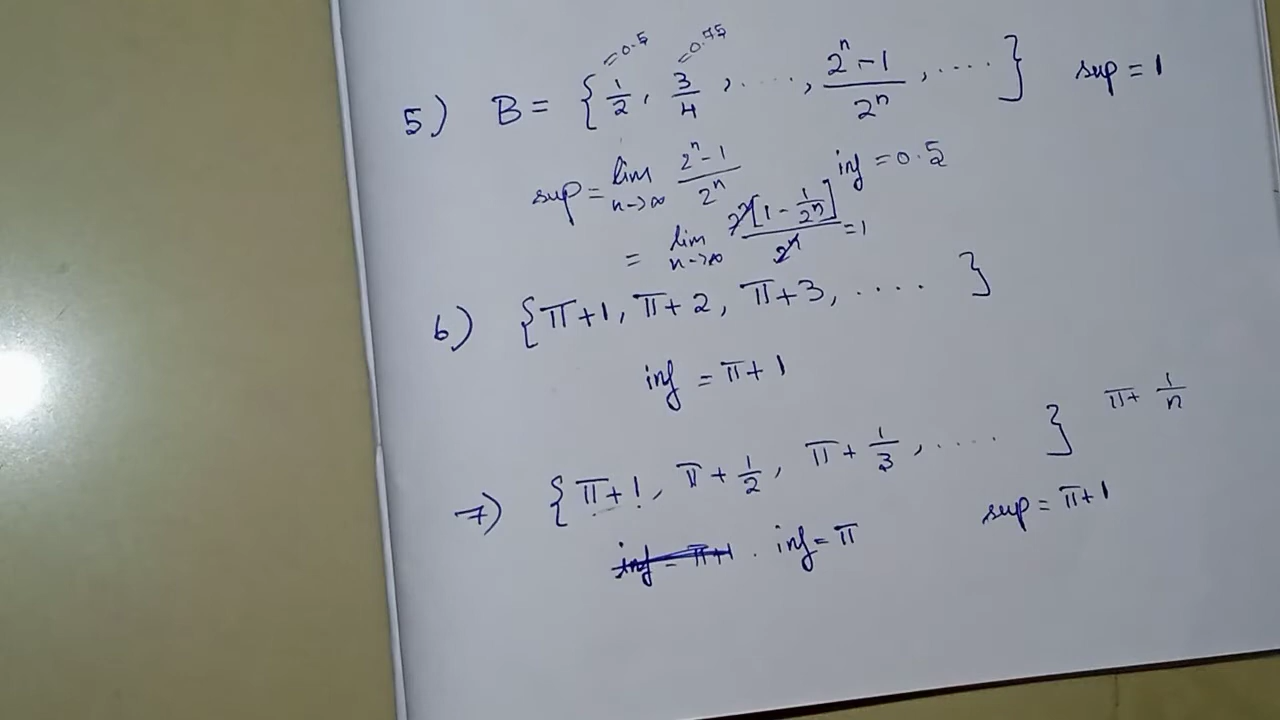 =0.5 =0.75
5) B = {1/2, 3/4, ....., (2^n-1)/2^n, ....} sup = 1
sup = lim n→∞ (2^n-1)/2^n inf = 0.5
= lim n→∞ 2^n[1 - 1/2^n]/2^n = 1
6) {π+1, π+2, π+3, .... }
inf = π+1
7) {π+1, π+1/2, π+1/3, ..... } π+ 1/n
inf = π+1 . inf = π sup = π+1